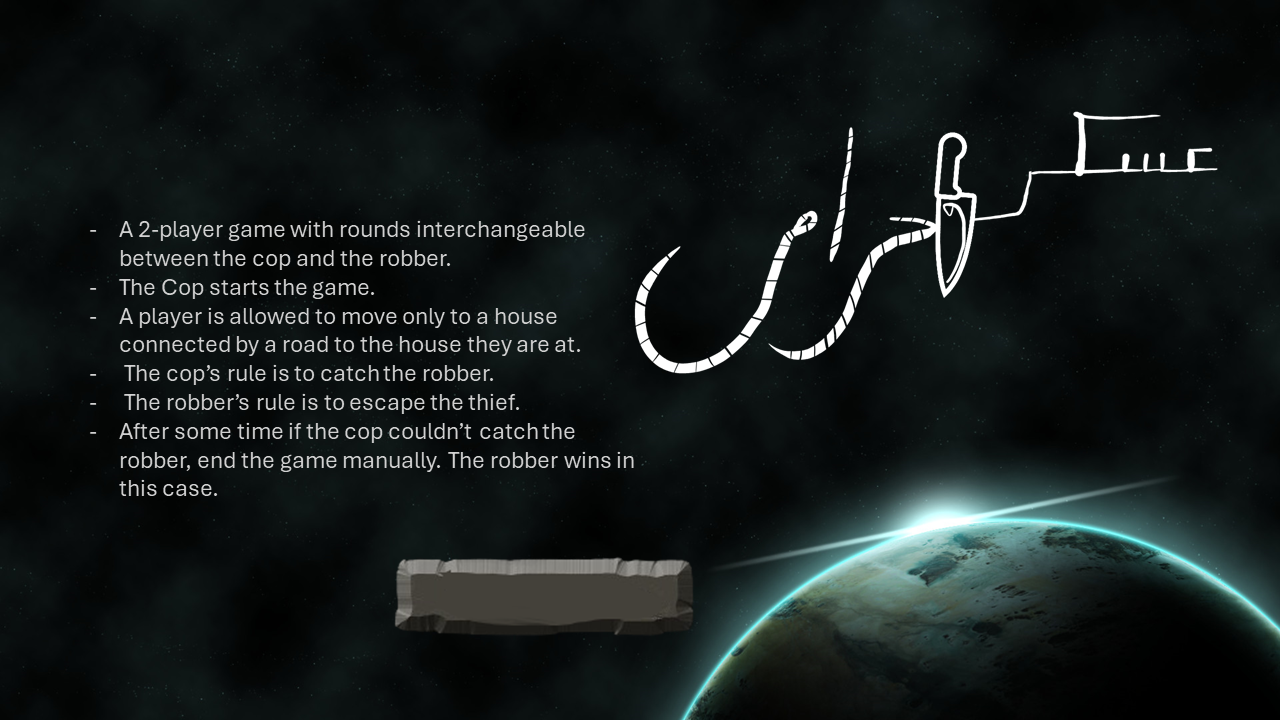 - A 2-player game with rounds interchangeable
between the cop and the robber.
- The Cop starts the game.
- A player is allowed to move only to a house
connected by a road to the house they are at.
- The cop’s rule is to catch the robber.
- The robber’s rule is to escape the thief.
- After some time if the cop couldn’t catch the
robber, end the game manually. The robber wins in
this case.